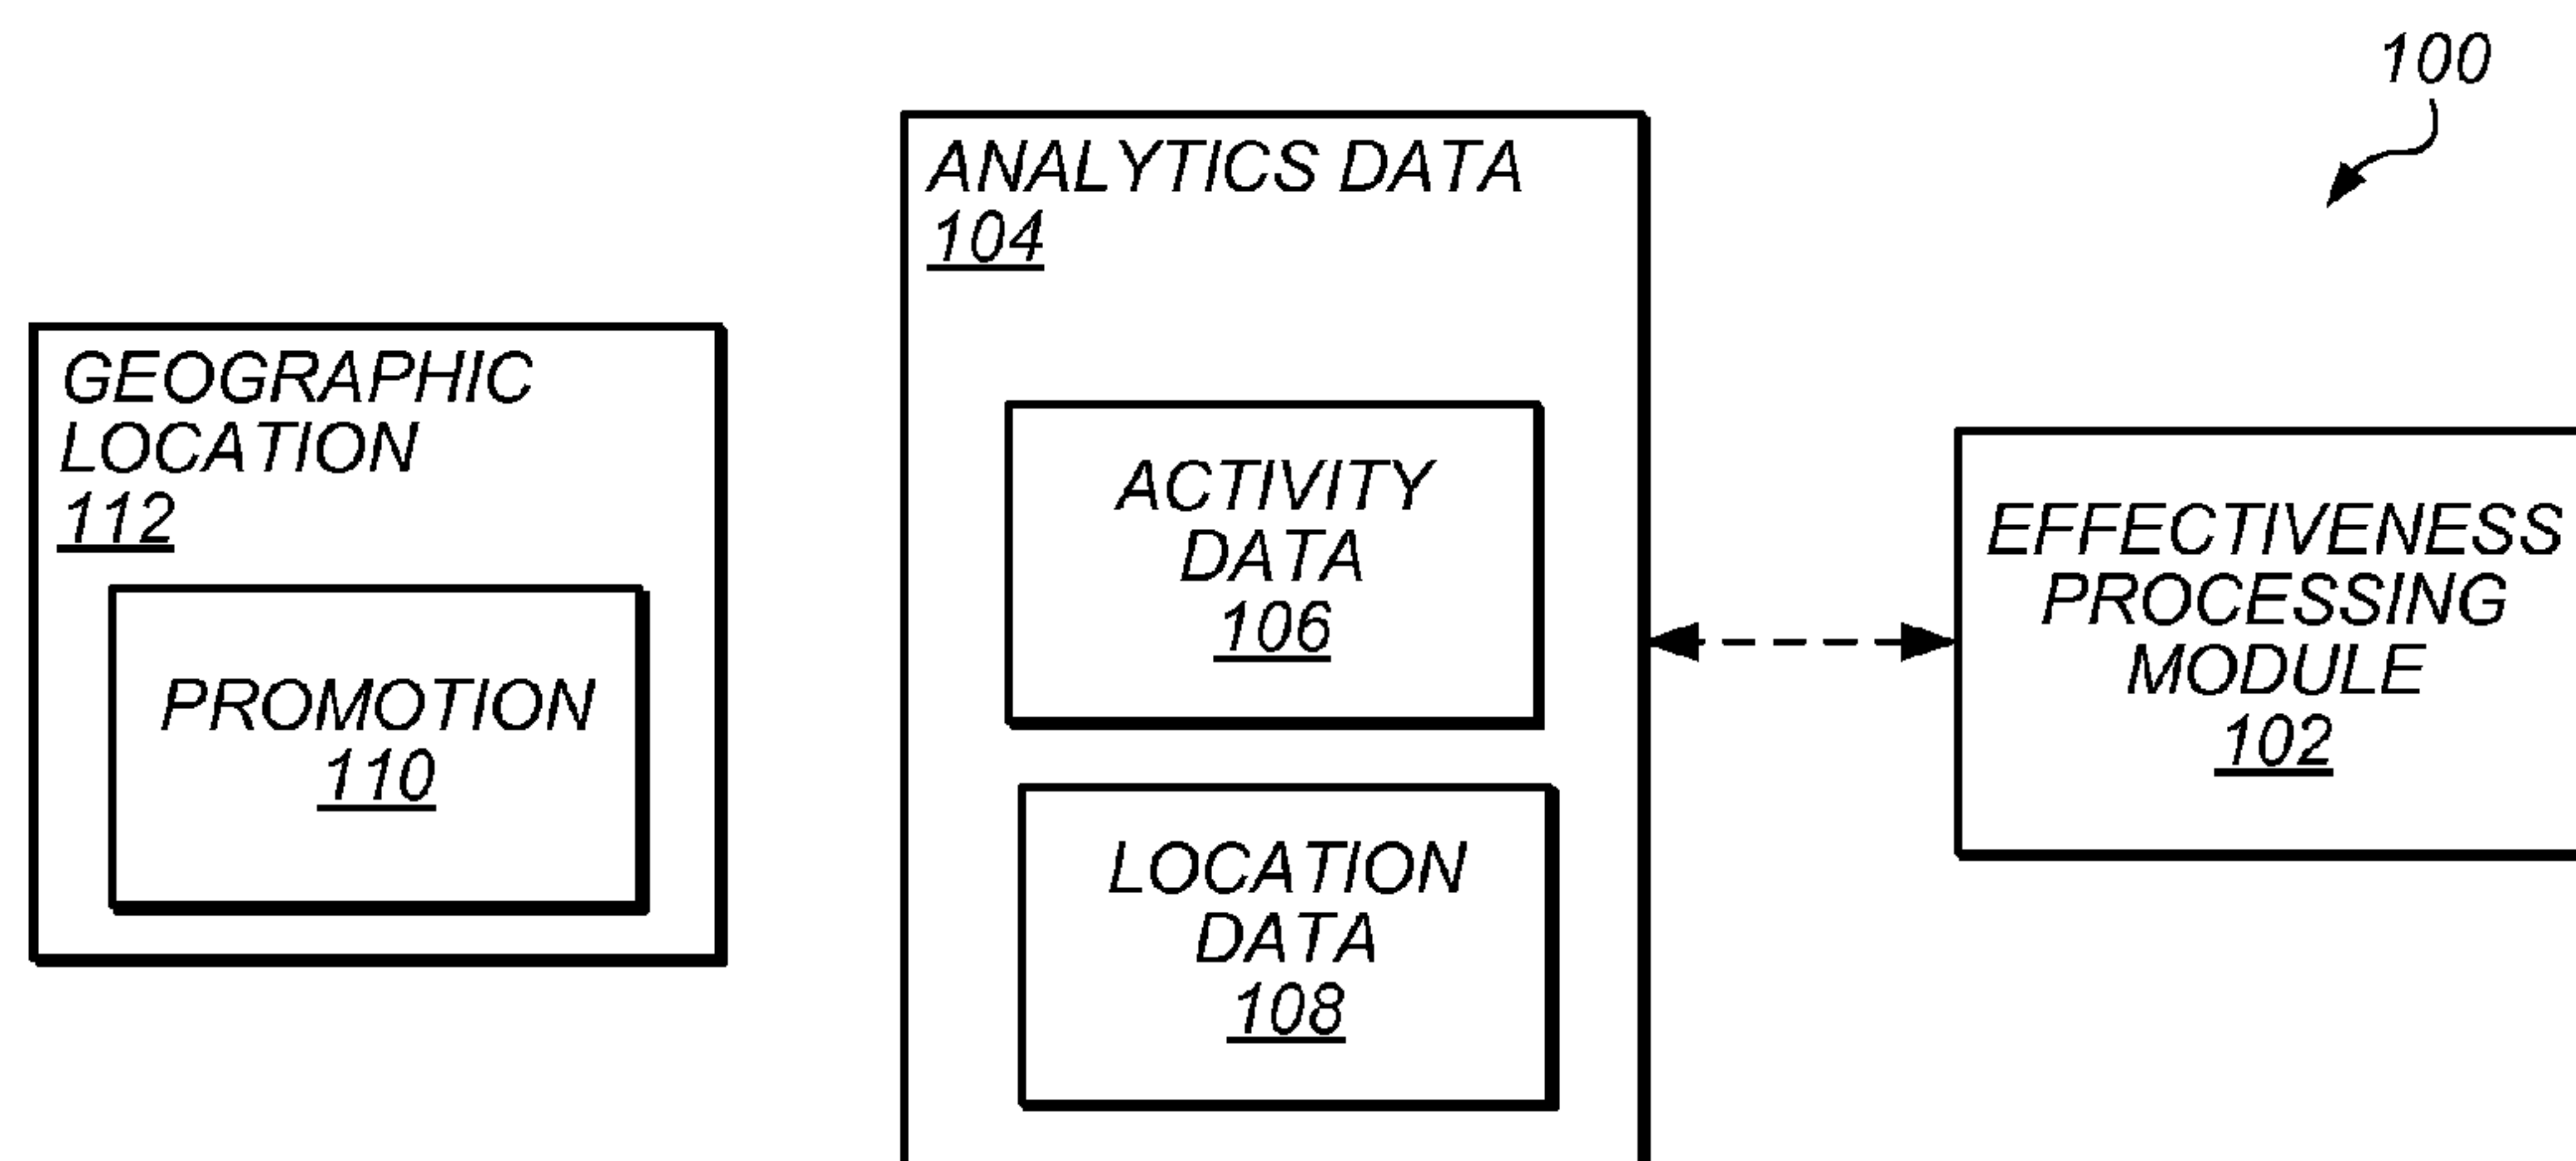 100
ANALYTICS DATA
104
GEOGRAPHIC
LOCATION
112
PROMOTION
110
ACTIVITY
DATA
106
LOCATION
DATA
108
EFFECTIVENESS
PROCESSING
MODULE
102